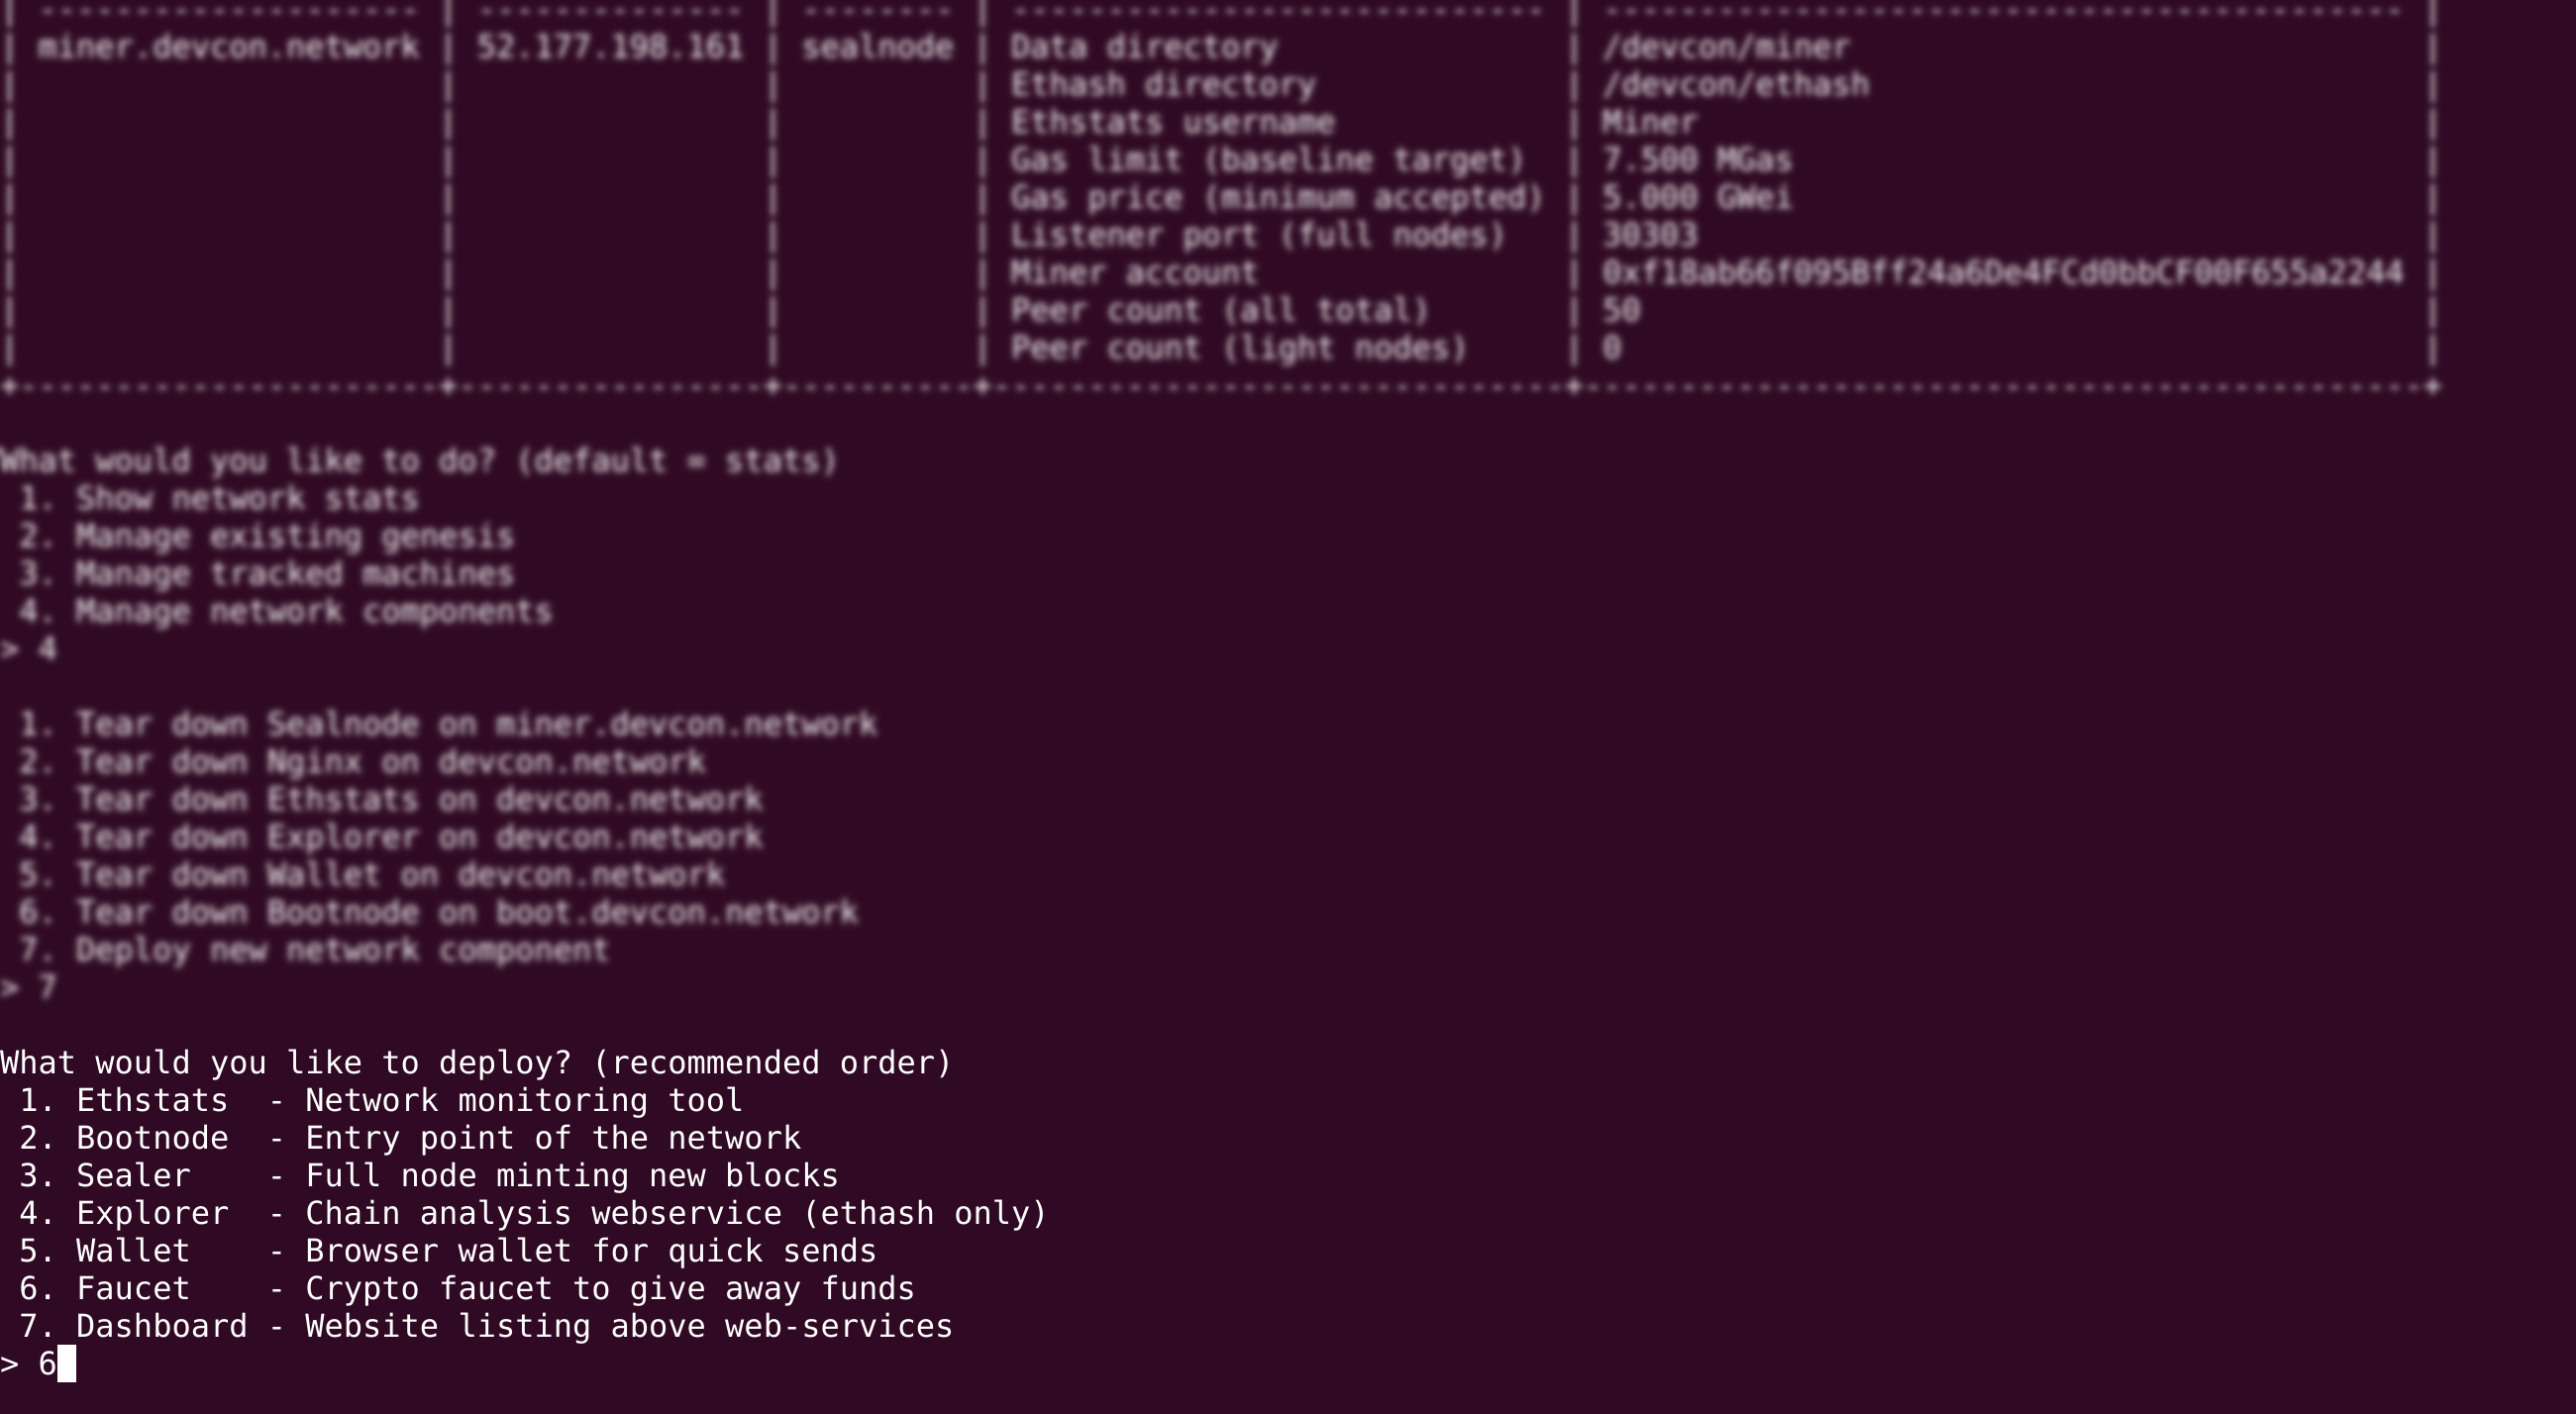 | ------------------- | -------------- | -------- | ---------------------------- | ------------------------------------------ |
| miner.devcon.network | 52.177.198.161 | sealnode | Data directory | /devcon/miner |
| | | | Ethash directory | /devcon/ethash |
| | | | Ethstats username | Miner |
| | | | Gas limit (baseline target) | 7.500 MGas |
| | | | Gas price (minimum accepted) | 5.000 GWei |
| | | | Listener port (full nodes) | 30303 |
| | | | Miner account | 0xf18ab66f095Bff24a6De4FCd0bbCF00F655a2244 |
| | | | Peer count (all total) | 50 |
| | | | Peer count (light nodes) | 0 |
+----------------------+----------------+----------+------------------------------+--------------------------------------------+
What would you like to do? (default = stats)
1. Show network stats
2. Manage existing genesis
3. Manage tracked machines
4. Manage network components
> 4
1. Tear down Sealnode on miner.devcon.network
2. Tear down Nginx on devcon.network
3. Tear down Ethstats on devcon.network
4. Tear down Explorer on devcon.network
5. Tear down Wallet on devcon.network
6. Tear down Bootnode on boot.devcon.network
7. Deploy new network component
> 7
What would you like to deploy? (recommended order)
1. Ethstats  - Network monitoring tool
2. Bootnode  - Entry point of the network
3. Sealer    - Full node minting new blocks
4. Explorer  - Chain analysis webservice (ethash only)
5. Wallet    - Browser wallet for quick sends
6. Faucet    - Crypto faucet to give away funds
7. Dashboard - Website listing above web-services
> 6